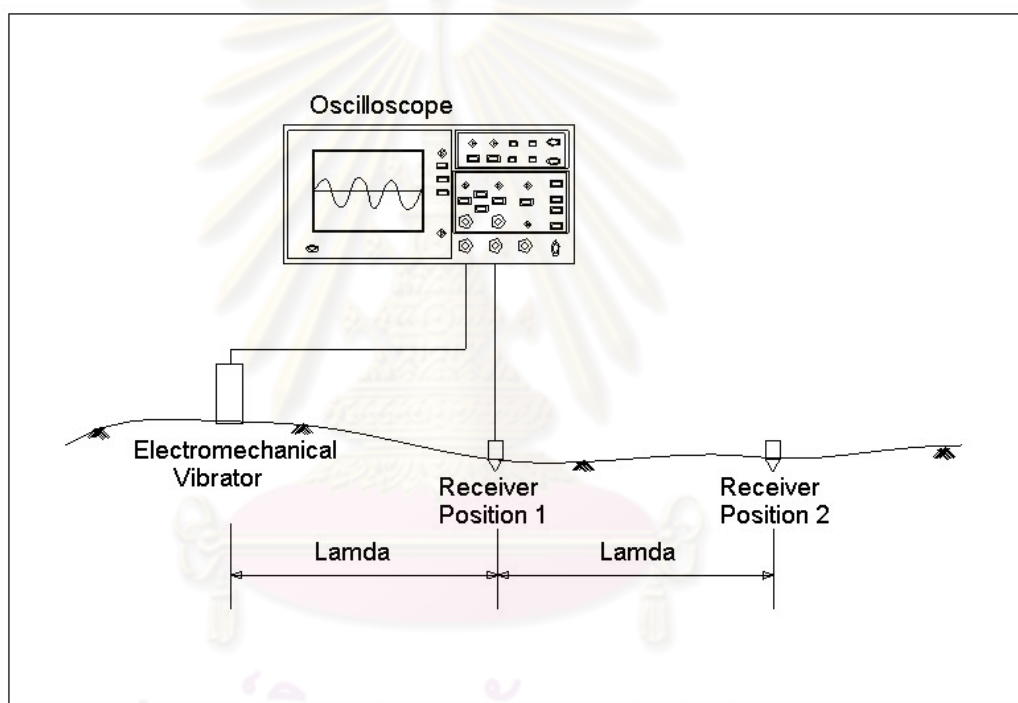 Oscilloscope
Electromechanical
Vibrator
Receiver
Position 1
Receiver
Position 2
Lamda
Lamda